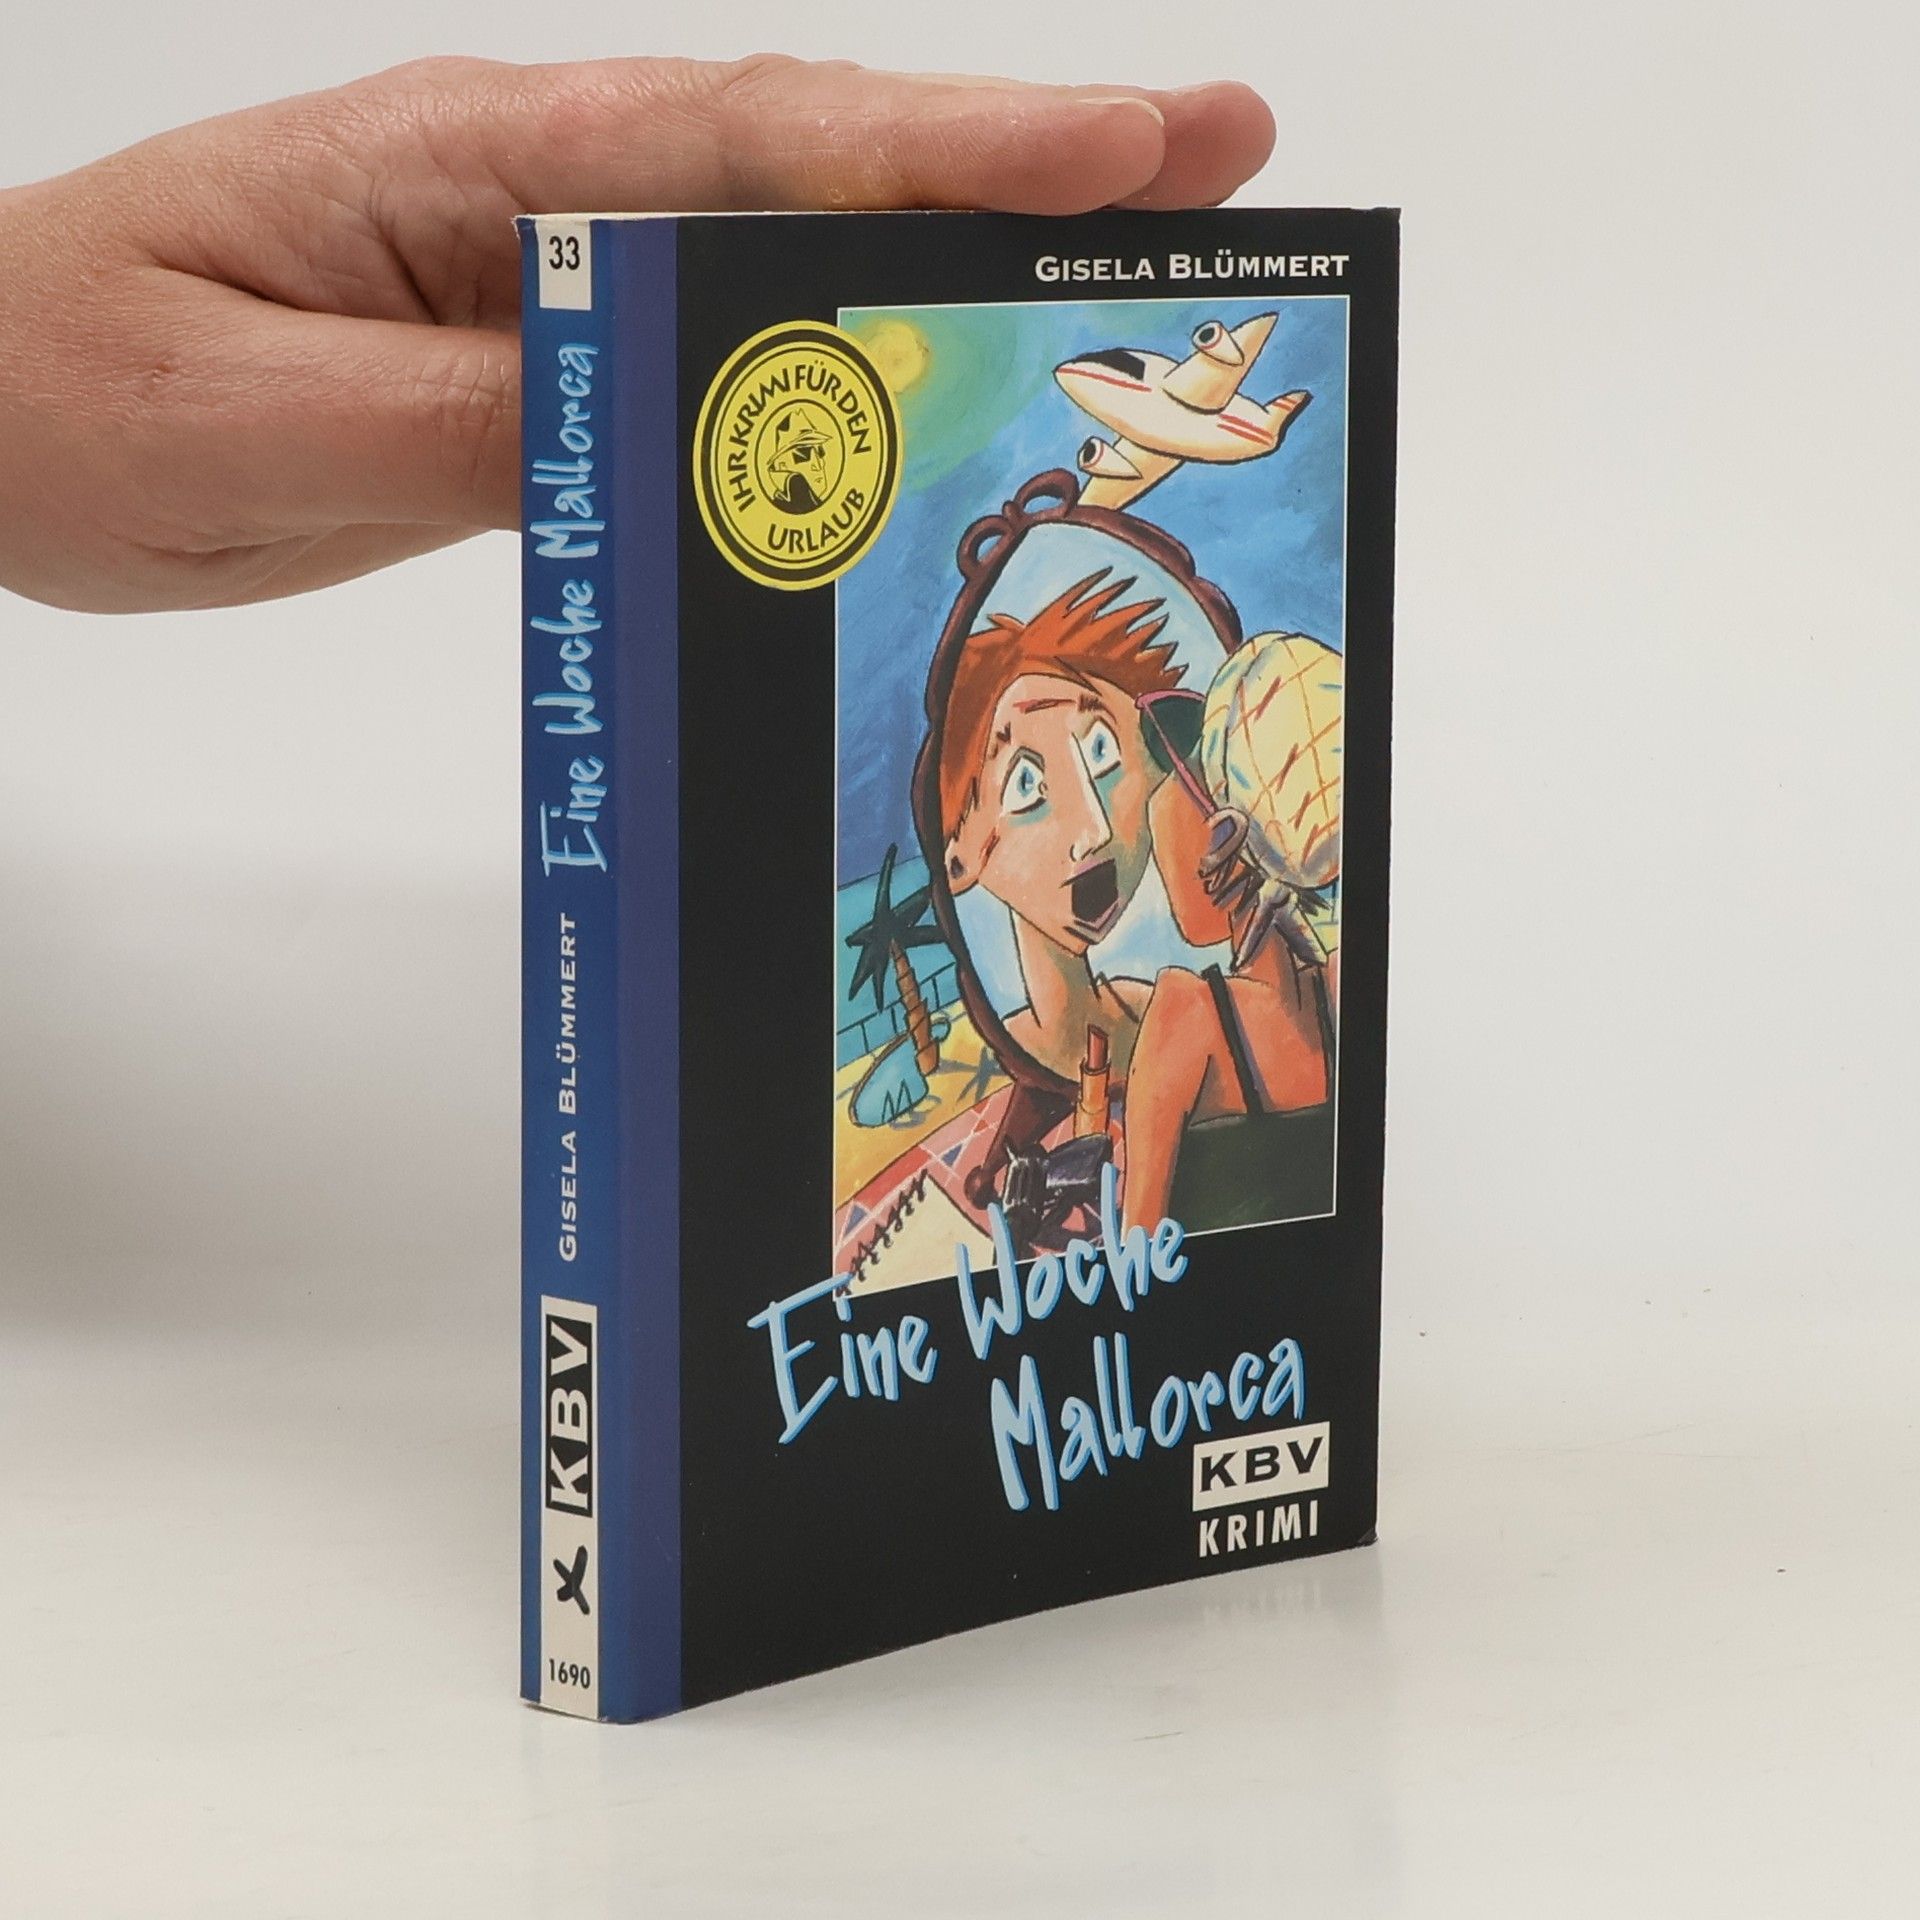 33
Eine Woche Mallorca
GISELA BLÜMMERT
KBV
X
1690
GISELA BLÜMMERT
IHR KRIMI FÜR DEN
URLAUB
Eine Woche
Mallorca
KBV
KRIMI